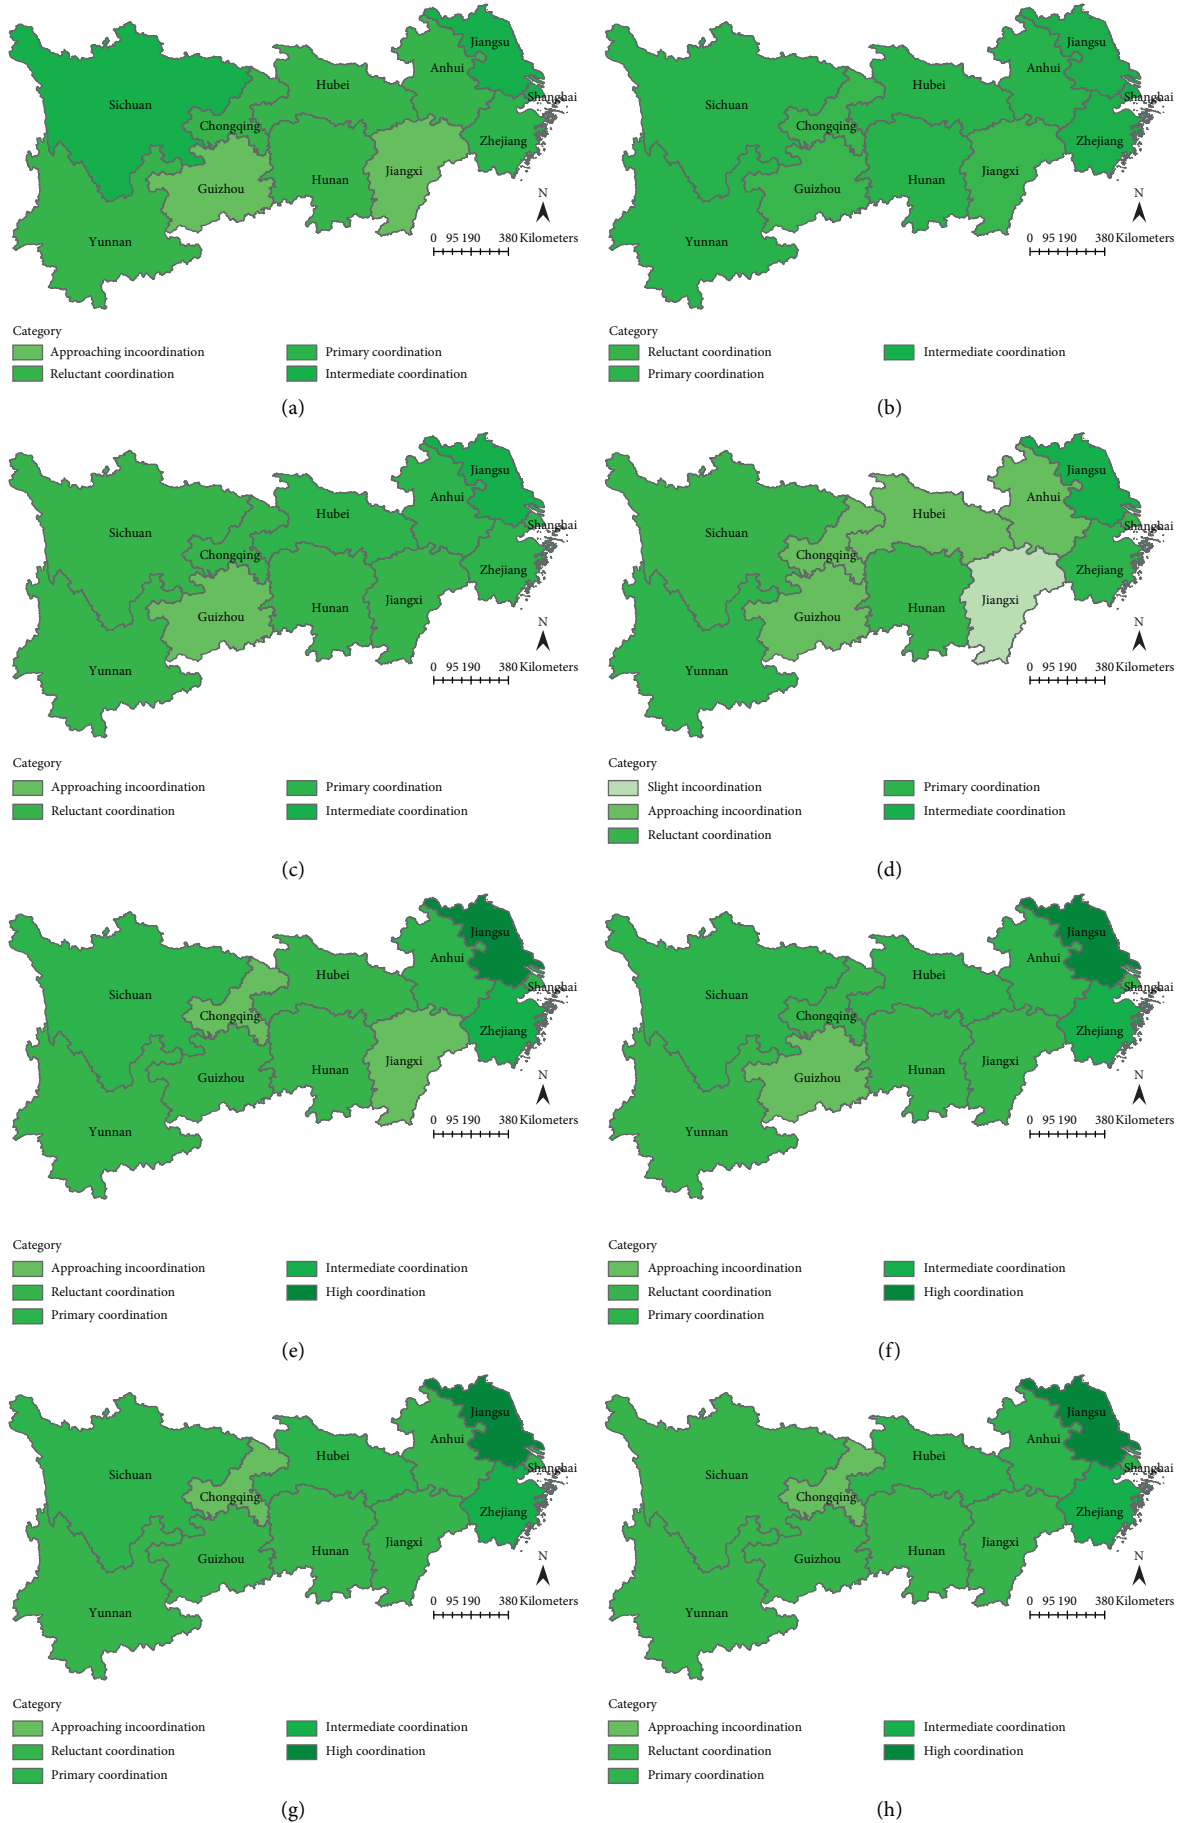 Jiangsu
Anhui
Hubei
Sichuan
Shanghai
Chongqing
Zhejiang
Jiangxi
Hunan
Guizhou
Yunnan
N
0 95 190 380 Kilometers
Category
Approaching incoordination
Primary coordination
Reluctant coordination
Intermediate coordination
(a)
Jiangsu
Anhui
Hubei
Sichuan
Shanghai
Chongqing
Zhejiang
Jiangxi
Hunan
Guizhou
Yunnan
N
0 95 190 380 Kilometers
Category
Reluctant coordination
Intermediate coordination
Primary coordination
(b)
Jiangsu
Anhui
Hubei
Sichuan
Shanghai
Chongqing
Zhejiang
Jiangxi
Hunan
Guizhou
Yunnan
N
0 95 190 380 Kilometers
Category
Approaching incoordination
Primary coordination
Reluctant coordination
Intermediate coordination
(c)
Jiangsu
Anhui
Hubei
Sichuan
Shanghai
Chongqing
Zhejiang
Jiangxi
Hunan
Guizhou
Yunnan
N
0 95 190 380 Kilometers
Category
Slight incoordination
Primary coordination
Approaching incoordination
Intermediate coordination
Reluctant coordination
(d)
Jiangsu
Anhui
Hubei
Sichuan
Shanghai
Chongqing
Zhejiang
Jiangxi
Hunan
Guizhou
Yunnan
N
0 95 190 380 Kilometers
Category
Approaching incoordination
Intermediate coordination
Reluctant coordination
High coordination
Primary coordination
(e)
Jiangsu
Anhui
Hubei
Sichuan
Shanghai
Chongqing
Zhejiang
Jiangxi
Hunan
Guizhou
Yunnan
N
0 95 190 380 Kilometers
Category
Approaching incoordination
Intermediate coordination
Reluctant coordination
High coordination
Primary coordination
(f)
Jiangsu
Anhui
Hubei
Sichuan
Shanghai
Chongqing
Zhejiang
Jiangxi
Hunan
Guizhou
Yunnan
N
0 95 190 380 Kilometers
Category
Approaching incoordination
Intermediate coordination
Reluctant coordination
High coordination
Primary coordination
(g)
Jiangsu
Anhui
Hubei
Sichuan
Shanghai
Chongqing
Zhejiang
Jiangxi
Hunan
Guizhou
Yunnan
N
0 95 190 380 Kilometers
Category
Approaching incoordination
Intermediate coordination
Reluctant coordination
High coordination
Primary coordination
(h)